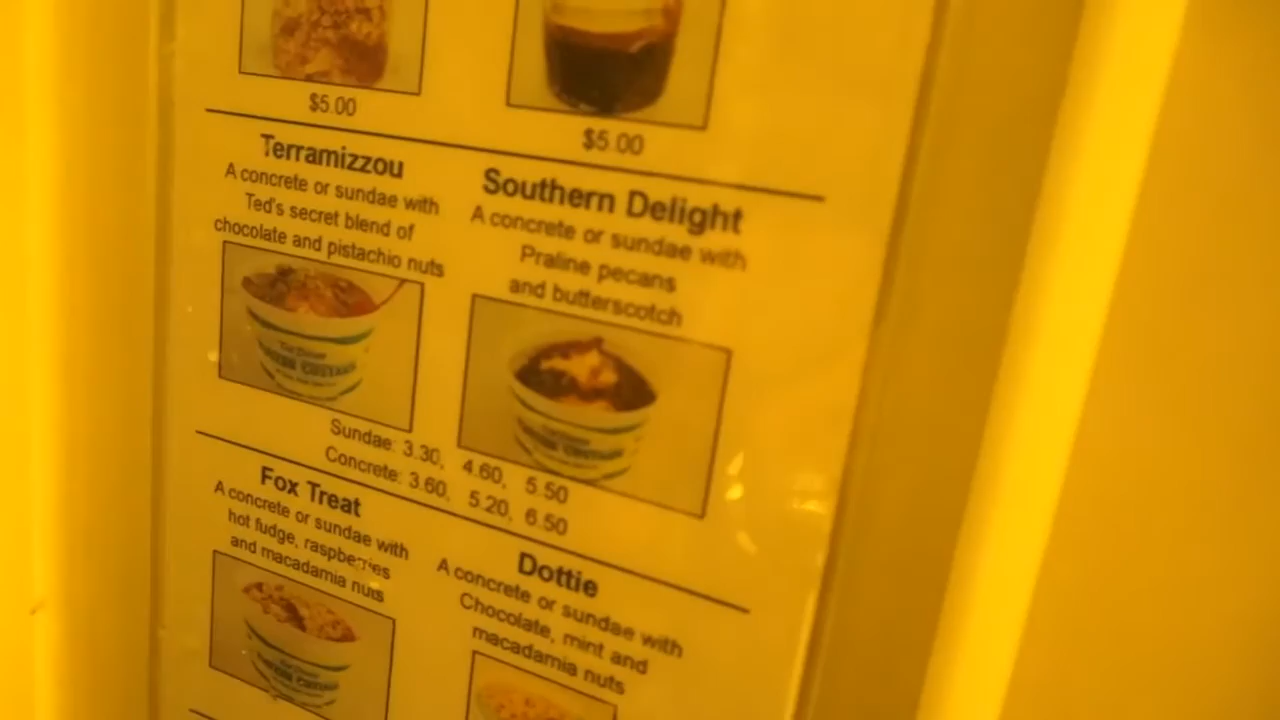 $5.00
$5.00
Terramizzou
A concrete or sundae with
Ted's secret blend of
chocolate and pistachio nuts
Southern Delight
A concrete or sundae with
Praline pecans
and butterscotch
Sundae: 3.30, 4.60, 5.50
Concrete: 3.60, 5.20, 6.50
Fox Treat
A concrete or sundae with
hot fudge, raspberries
and macadamia nuts
Dottie
A concrete or sundae with
Chocolate, mint and
macadamia nuts